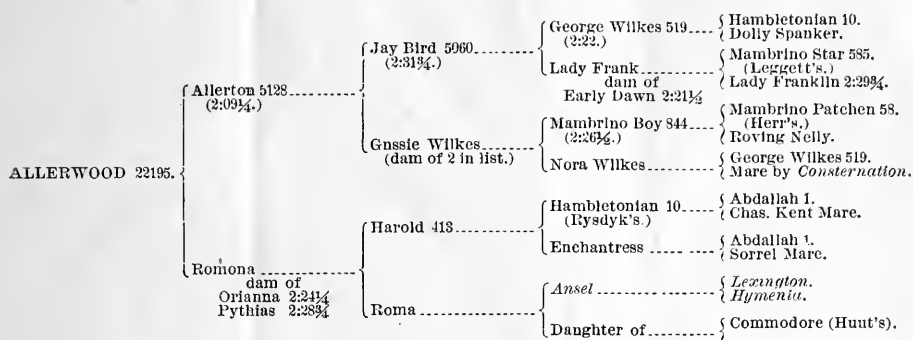 George Wilkes 519
(2:22.)
Hambletonian 10.
Dolly Spanker.
Jay Bird 5060
(2:31¾.)
Lady Frank
dam of
Early Dawn 2:21½
Mambrino Star 585.
(Leggett's.)
Lady Franklin 2:29¾.
Allerton 5128
(2:09¼.)
Gussie Wilkes
(dam of 2 in list.)
Mambrino Boy 844
(2:26½.)
Mambrino Patchen 58.
(Herr's.)
Roving Nelly.
Nora Wilkes
George Wilkes 519.
Mare by Consternation.
ALLERWOOD 22195.
Romona
dam of
Orianna 2:24¼
Pythias 2:28¾
Harold 413
Hambletonian 10
(Rysdyk's.)
Abdallah 1.
Chas. Kent Mare.
Enchantress
Abdallah 1.
Sorrel Mare.
Roma
Ansel
Lexington.
Hymenia.
Daughter of
Commodore (Hunt's).